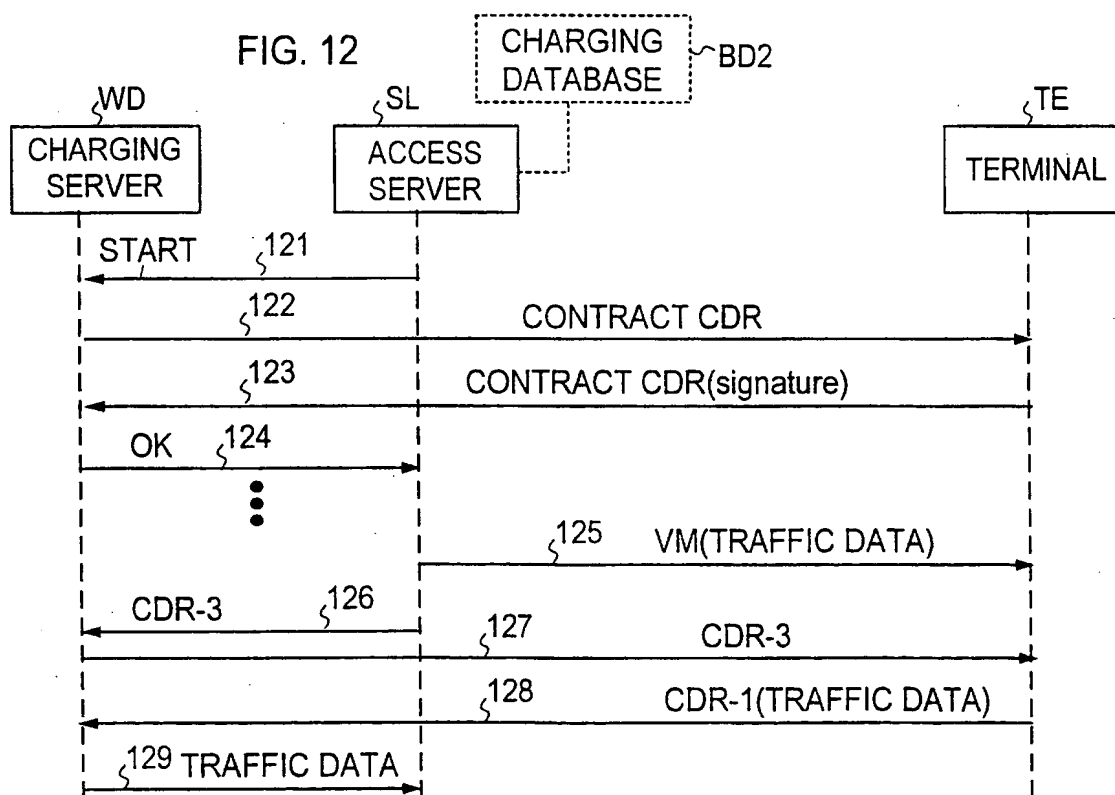 FIG. 12
CHARGING
DATABASE
BD2
WD
SL
TE
CHARGING
SERVER
ACCESS
SERVER
TERMINAL
START
121
122
CONTRACT CDR
123
CONTRACT CDR(signature)
OK
124
125
VM(TRAFFIC DATA)
CDR-3
126
127
CDR-3
128
CDR-1(TRAFFIC DATA)
129 TRAFFIC DATA